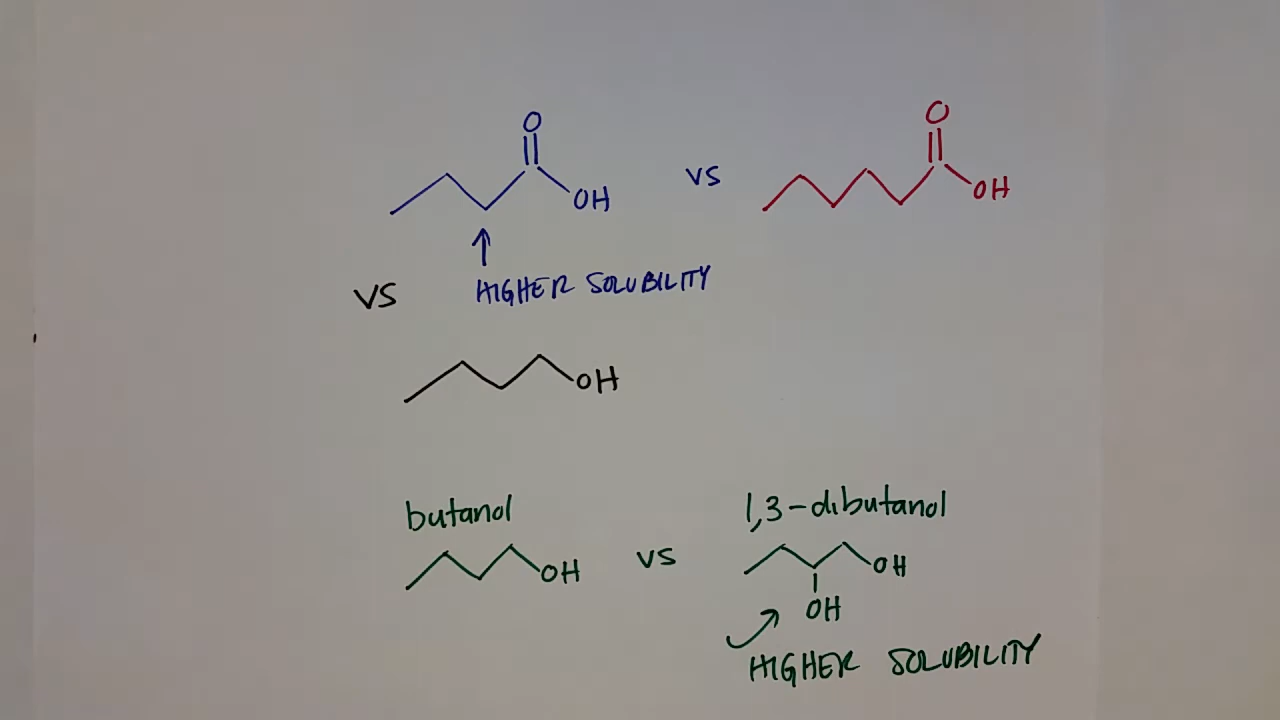 O
OH
VS
O
OH
HIGHER SOLUBILITY
VS
OH
butanol
OH
VS
1,3-dibutanol
OH
OH
HIGHER SOLUBILITY